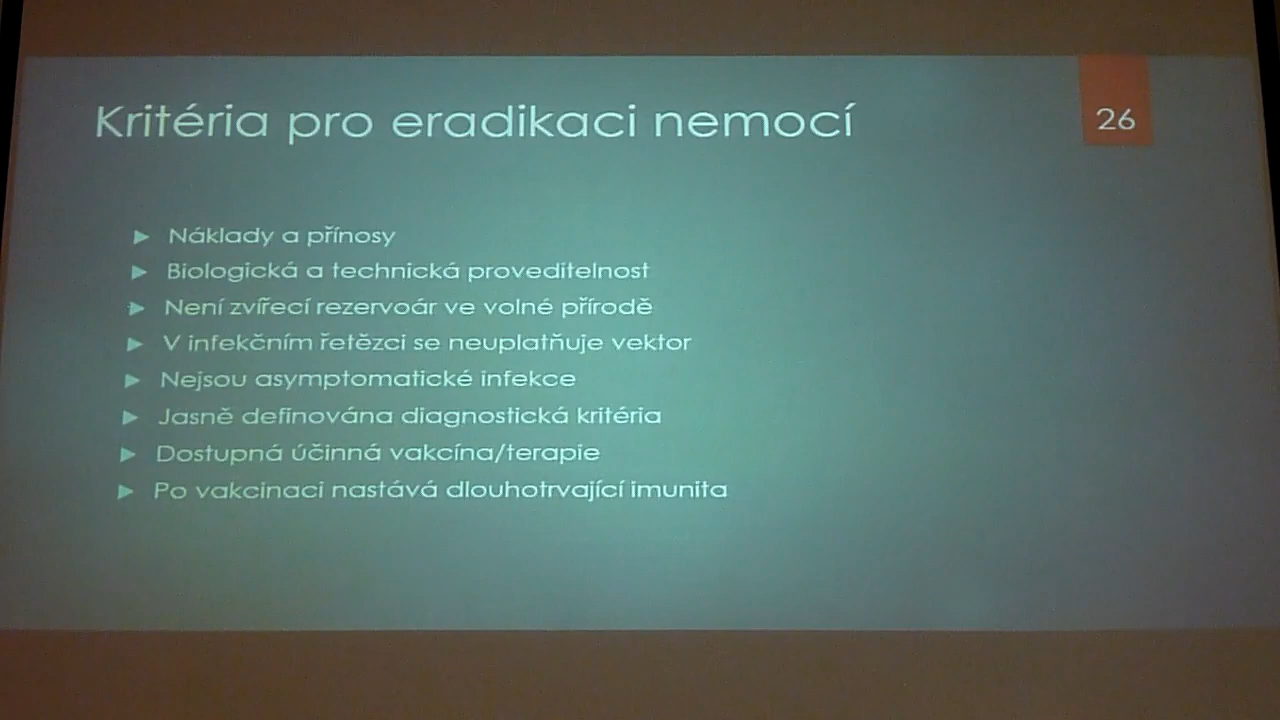 Kritéria pro eradikaci nemocí
26
Náklady a přínosy
Biologická a technická proveditelnost
Není zvířecí rezervoár ve volné přírodě
V infekčním řetězci se neuplatňuje vektor
Nejsou asymptomatické infekce
Jasně definována diagnostická kritéria
Dostupná účinná vakcína/terapie
Po vakcinaci nastává dlouhotrvající imunita